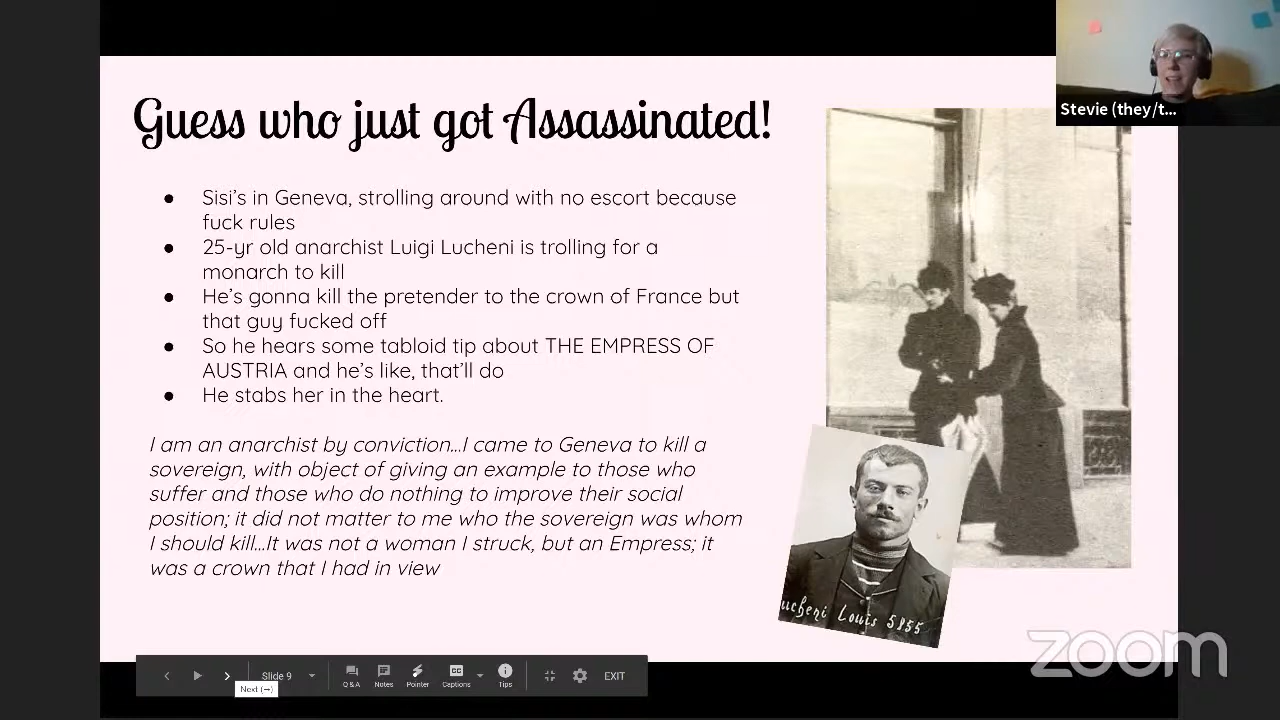 Guess who just got Assassinated!
Stevie (they/t...
● Sisi's in Geneva, strolling around with no escort because
fuck rules
● 25-yr old anarchist Luigi Lucheni is trolling for a
monarch to kill
● He's gonna kill the pretender to the crown of France but
that guy fucked off
● So he hears some tabloid tip about THE EMPRESS OF
AUSTRIA and he's like, that'll do
● He stabs her in the heart.
I am an anarchist by conviction...I came to Geneva to kill a
sovereign, with object of giving an example to those who
suffer and those who do nothing to improve their social
position; it did not matter to me who the sovereign was whom
I should kill...It was not a woman I struck, but an Empress; it
was a crown that I had in view
ucheni Louis 5855
zoom
Slide 9
Q & A
Notes
Pointer
CC
Captions
Tips
EXIT
Next (→)